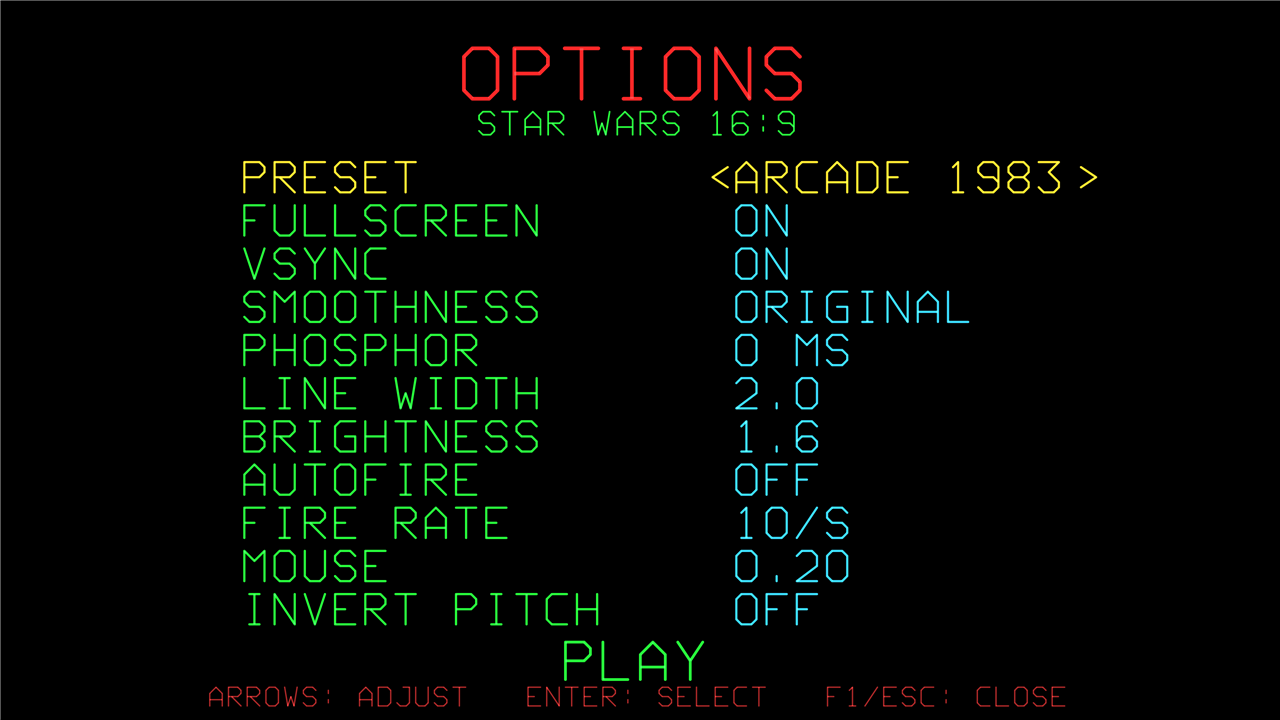 OPTIONS
STAR WARS 16:9
PRESET <ARCADE 1983>
FULLSCREEN ON
VSYNC ON
SMOOTHNESS ORIGINAL
PHOSPHOR 0 MS
LINE WIDTH 2.0
BRIGHTNESS 1.6
AUTOFIRE OFF
FIRE RATE 10/S
MOUSE 0.20
INVERT PITCH OFF
PLAY
ARROWS: ADJUST ENTER: SELECT F1/ESC: CLOSE